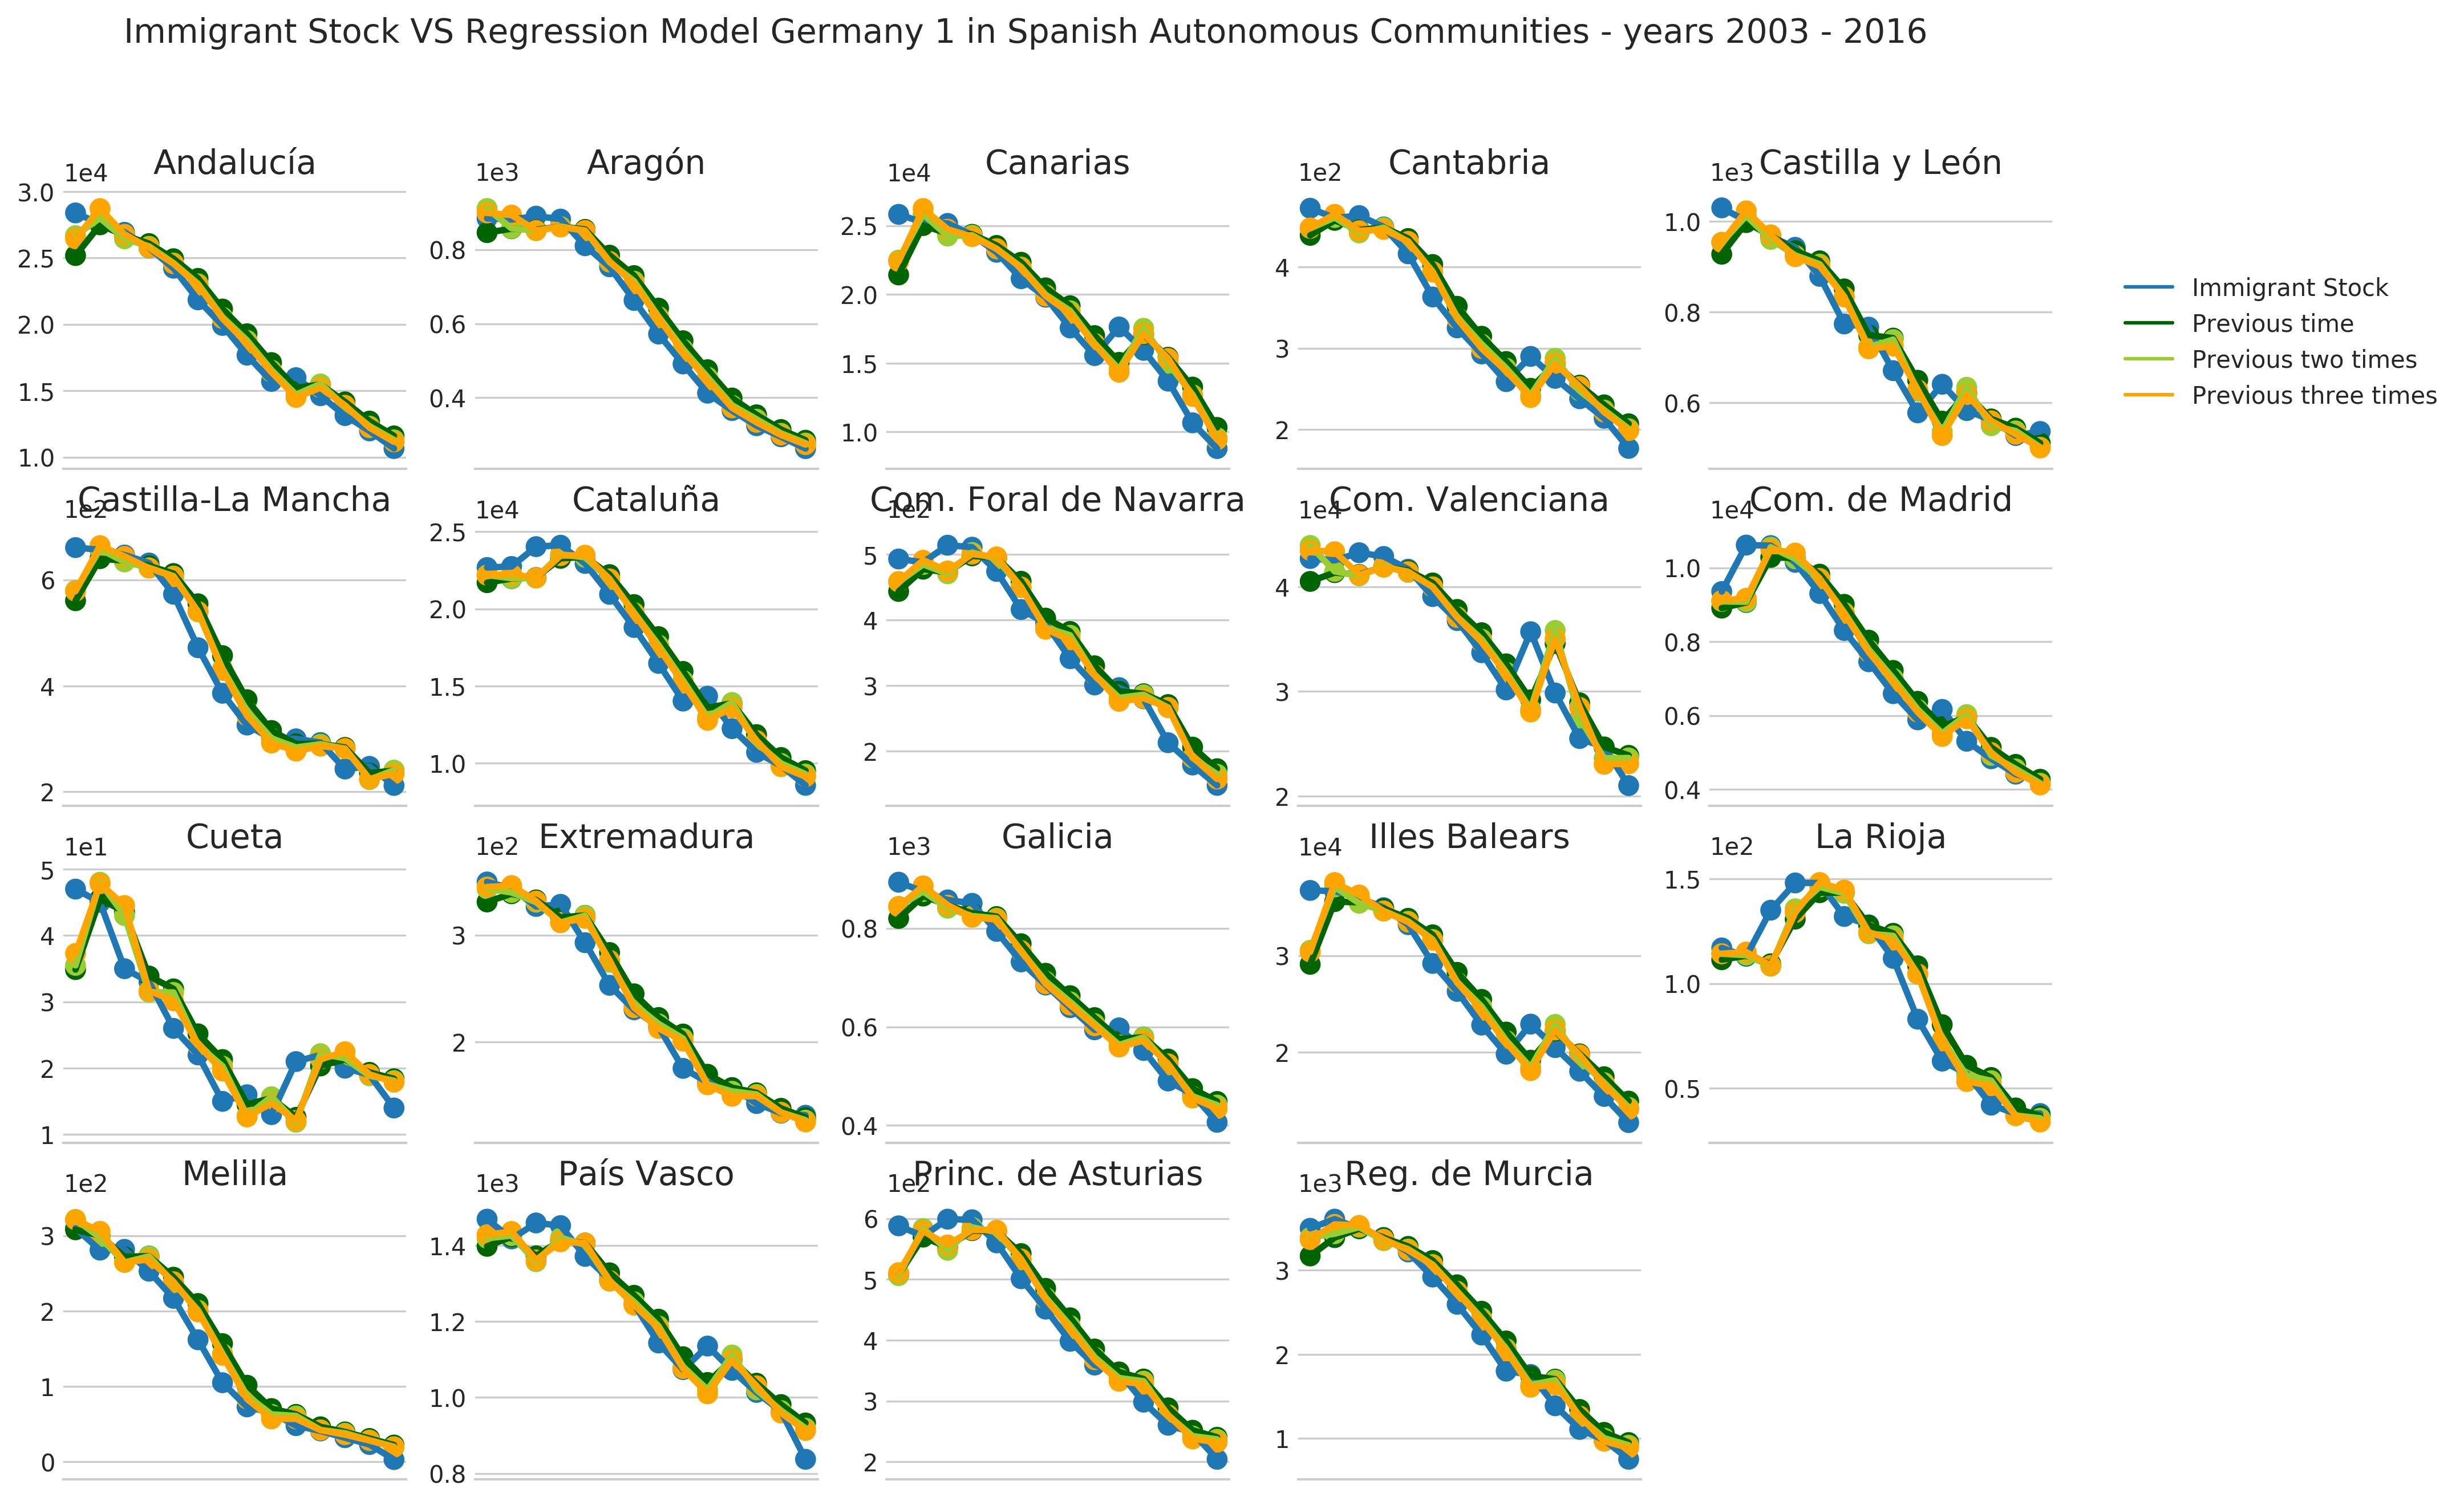 Immigrant Stock VS Regression Model Germany 1 in Spanish Autonomous Communities - years 2003 - 2016
Andalucía
1e4
3.0
2.5
2.0
1.5
1.0
Aragón
1e3
0.8
0.6
0.4
Canarias
1e4
2.5
2.0
1.5
1.0
Cantabria
1e2
4
3
2
Castilla y León
1e3
1.0
0.8
0.6
Immigrant Stock
Previous time
Previous two times
Previous three times
Castilla-La Mancha
1e2
6
4
2
Cataluña
1e4
2.5
2.0
1.5
1.0
Com. Foral de Navarra
1e2
5
4
3
2
Com. Valenciana
1e4
4
3
2
Com. de Madrid
1e4
1.0
0.8
0.6
0.4
Cueta
1e1
5
4
3
2
1
Extremadura
1e2
3
2
Galicia
1e3
0.8
0.6
0.4
Illes Balears
1e4
3
2
La Rioja
1e2
1.5
1.0
0.5
Melilla
1e2
3
2
1
0
País Vasco
1e3
1.4
1.2
1.0
0.8
Princ. de Asturias
1e2
6
5
4
3
2
Reg. de Murcia
1e3
3
2
1